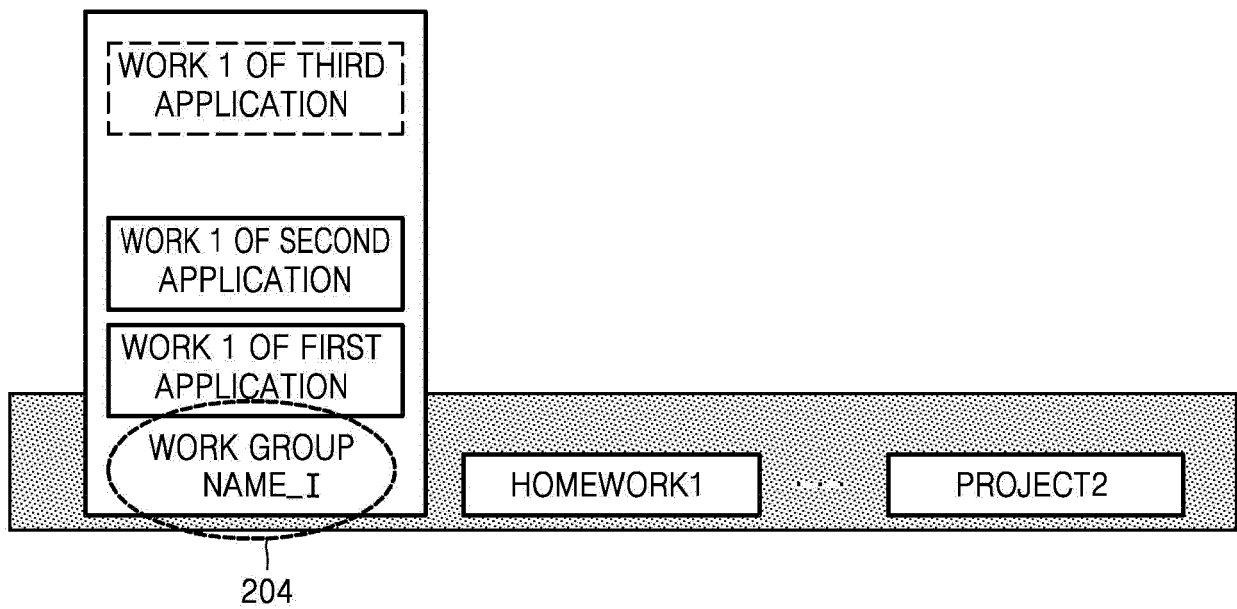 WORK 1 OF THIRD
APPLICATION
WORK 1 OF SECOND
APPLICATION
WORK 1 OF FIRST
APPLICATION
WORK GROUP
NAME_I
HOMEWORK1
...
PROJECT2
204